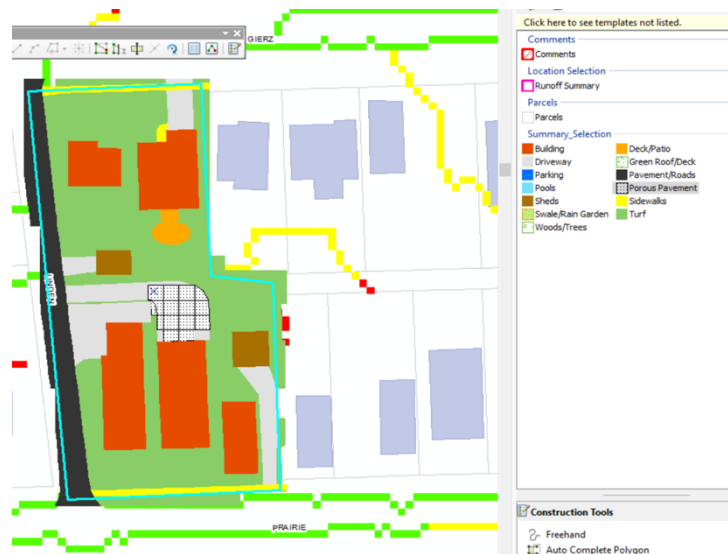 Click here to see templates not listed.
Comments
Comments
Location Selection
Runoff Summary
Parcels
Parcels
Summary_Selection
Building
Deck/Patio
Driveway
Green Roof/Deck
Parking
Pavement/Roads
Pools
Porous Pavement
Sheds
Sidewalks
Swale/Rain Garden
Turf
Woods/Trees
GIERZ
PRAIRIE
Construction Tools
Freehand
Auto Complete Polygon